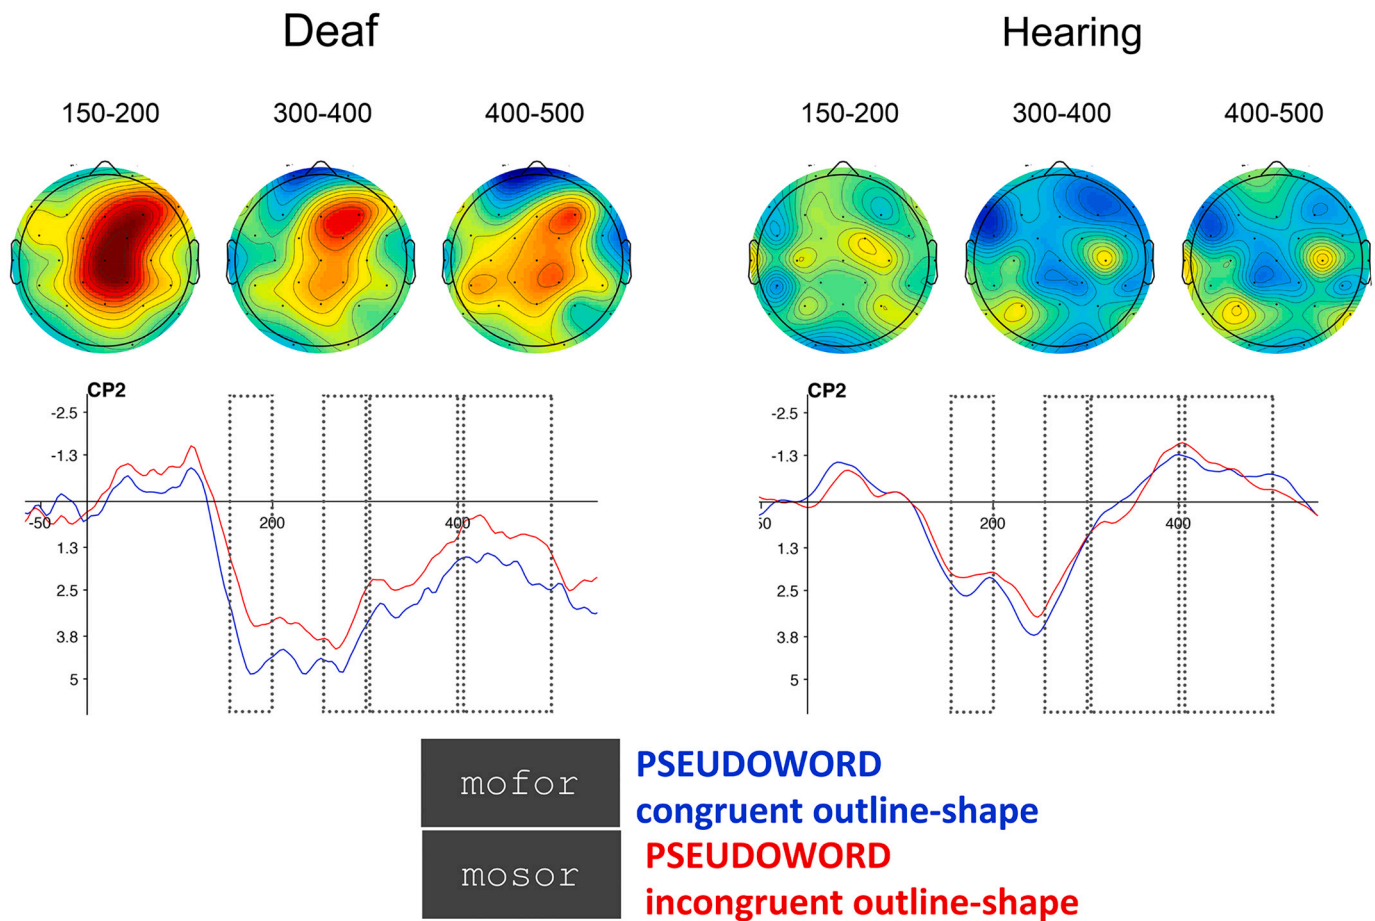 Deaf
Hearing
150-200
300-400
400-500
150-200
300-400
400-500
CP2
-2.5
-1.3
-50
200
400
1.3
2.5
3.8
5
CP2
-2.5
-1.3
50
200
400
1.3
2.5
3.8
5
mofor
PSEUDOWORD
congruent outline-shape
mosor
PSEUDOWORD
incongruent outline-shape